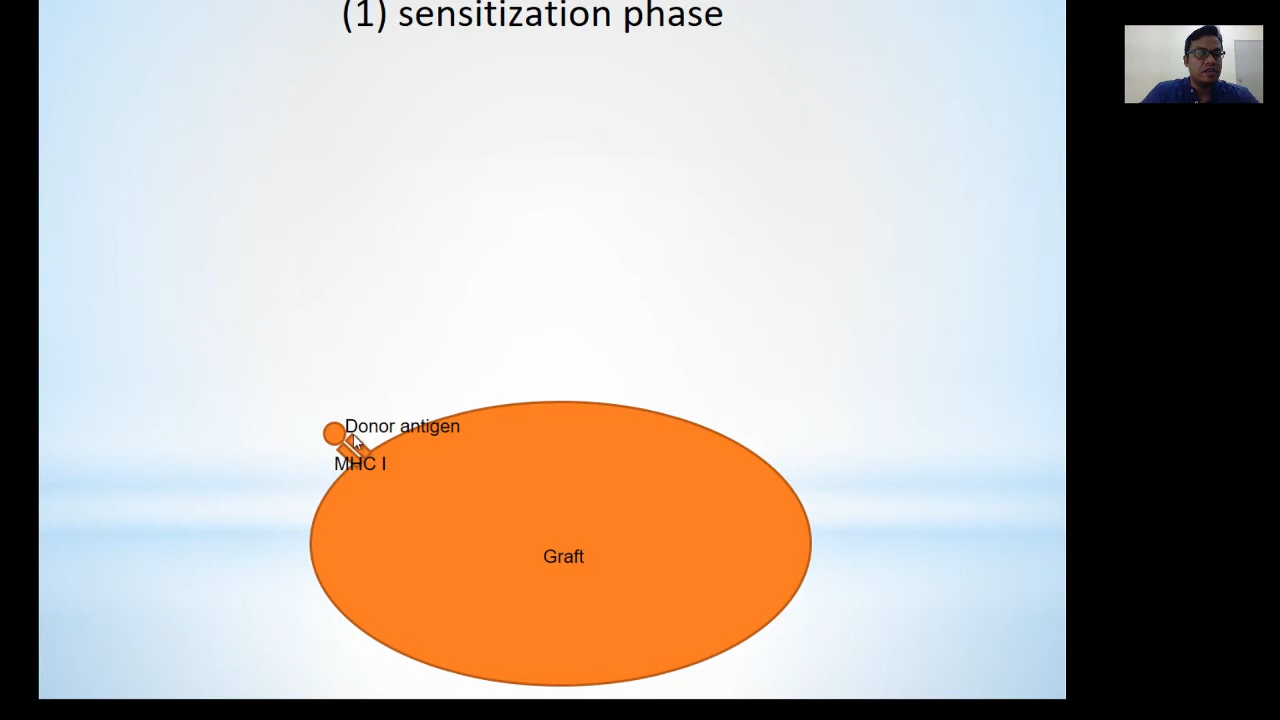 (1) sensitization phase
Donor antigen
MHC I
Graft